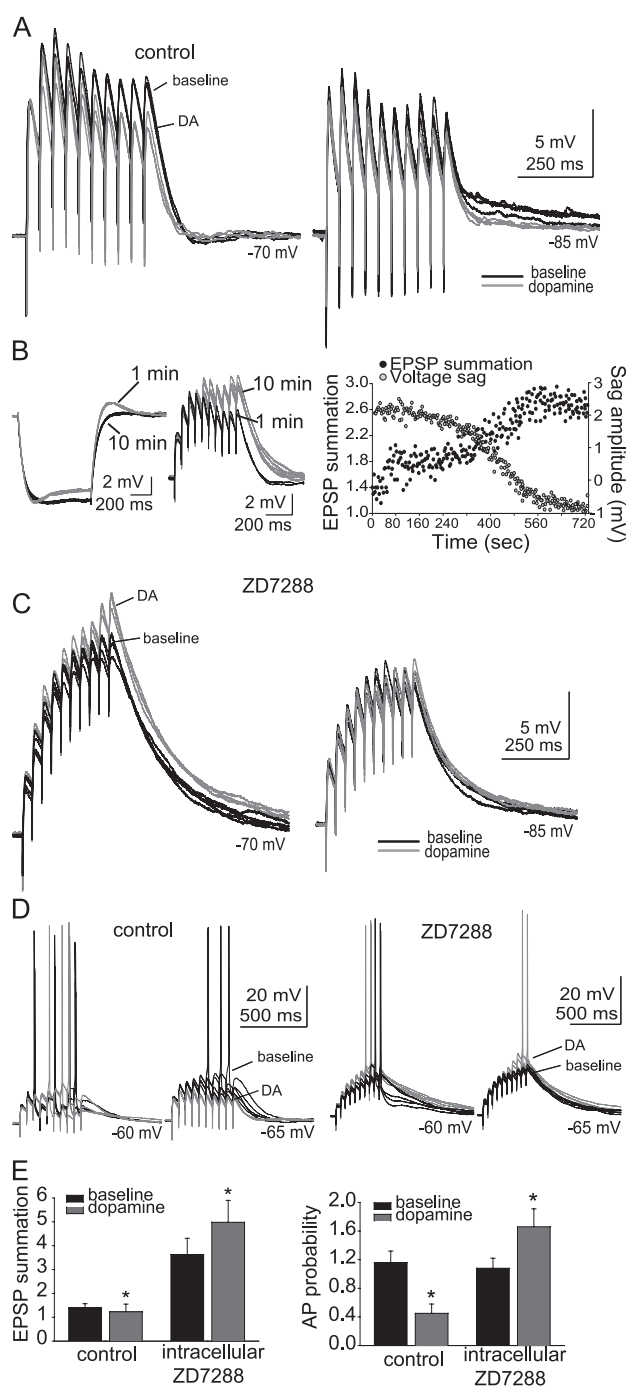 A
control
baseline
DA
-70 mV
5 mV
250 ms
-85 mV
baseline
dopamine
B
1 min
10 min
2 mV
200 ms
10 min
1 min
2 mV
200 ms
EPSP summation
Voltage sag
EPSP summation
3.0
2.6
2.2
1.8
1.4
1.0
0 80 160 240 400 560 720
Time (sec)
3
2
1
0
-1
Sag amplitude (mV)
ZD7288
C
DA
baseline
-70 mV
5 mV
250 ms
baseline
dopamine
-85 mV
D
control
20 mV
500 ms
baseline
DA
-60 mV
-65 mV
ZD7288
20 mV
500 ms
DA
baseline
-60 mV
-65 mV
E
EPSP summation
6
5
4
3
2
1
0
baseline
dopamine
*
*
control
intracellular
ZD7288
AP probability
2.0
1.6
1.2
0.8
0.4
baseline
dopamine
*
*
control
intracellular
ZD7288